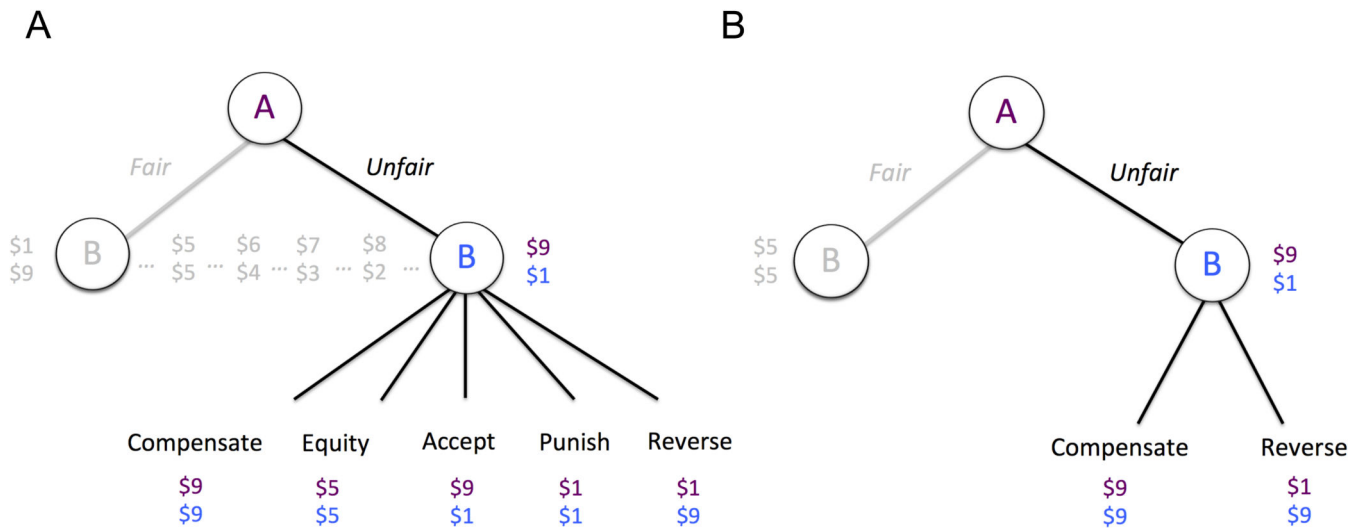 A
A
Fair
Unfair
$1
$9
B
...
$5
$5
...
$6
$4
...
$7
$3
...
$8
$2
...
B
$9
$1
Compensate Equity Accept Punish Reverse
$9 $5 $9 $1 $1
$9 $5 $1 $1 $9
B
A
Fair
Unfair
$5
$5
B
B
$9
$1
Compensate Reverse
$9 $1
$9 $9